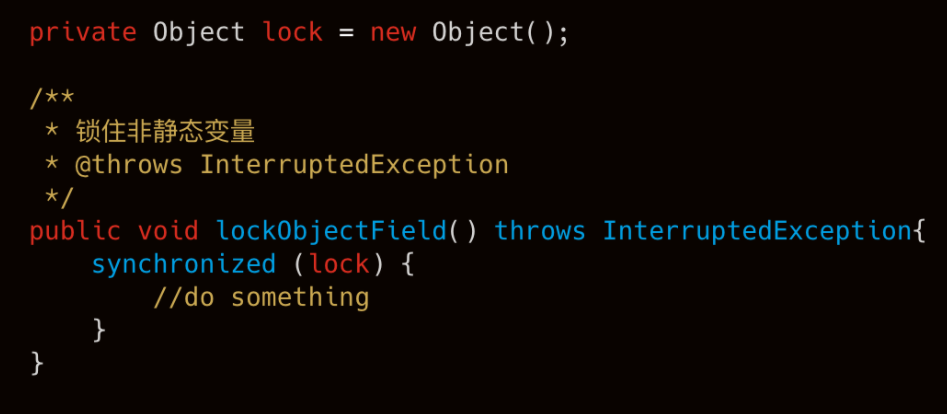 private Object lock = new Object();
/**
 * 锁住非静态变量
 * @throws InterruptedException
 */
public void lockObjectField() throws InterruptedException{
    synchronized (lock) {
        //do something
    }
}